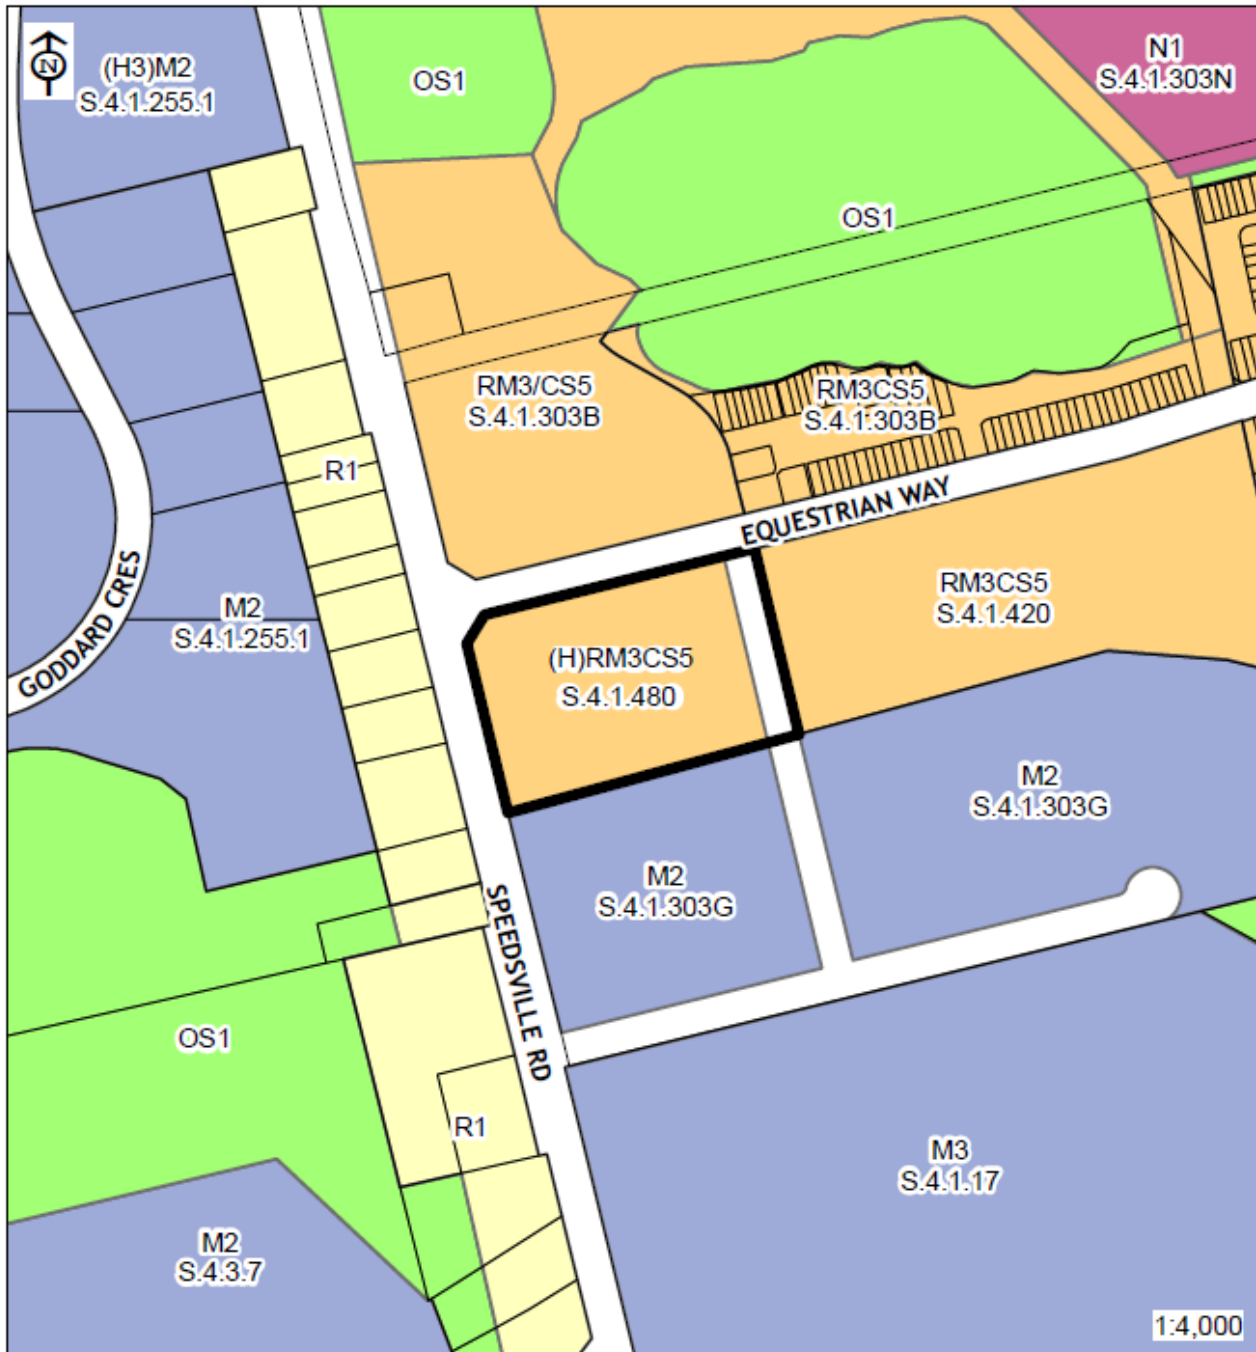 N
(H3)M2
S.4.1.255.1
OS1
N1
S.4.1.303N
OS1
RM3/CS5
S.4.1.303B
RM3CS5
S.4.1.303B
R1
EQUESTRIAN WAY
GODDARD CRES
M2
S.4.1.255.1
RM3CS5
S.4.1.420
(H)RM3CS5
S.4.1.480
M2
S.4.1.303G
M2
S.4.1.303G
SPEEDSVILLE RD
OS1
R1
M3
S.4.1.17
M2
S.4.3.7
1:4,000